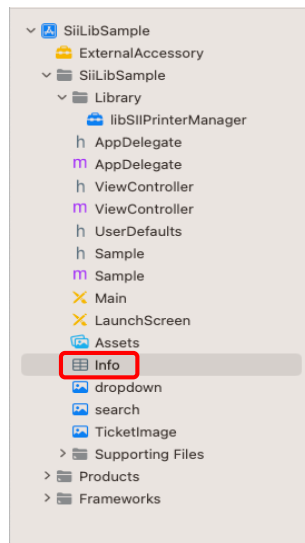 SiiLibSample
ExternalAccessory
SiiLibSample
Library
libSIIPrinterManager
h AppDelegate
m AppDelegate
h ViewController
m ViewController
h UserDefaults
h Sample
m Sample
Main
LaunchScreen
Assets
Info
dropdown
search
TicketImage
Supporting Files
Products
Frameworks